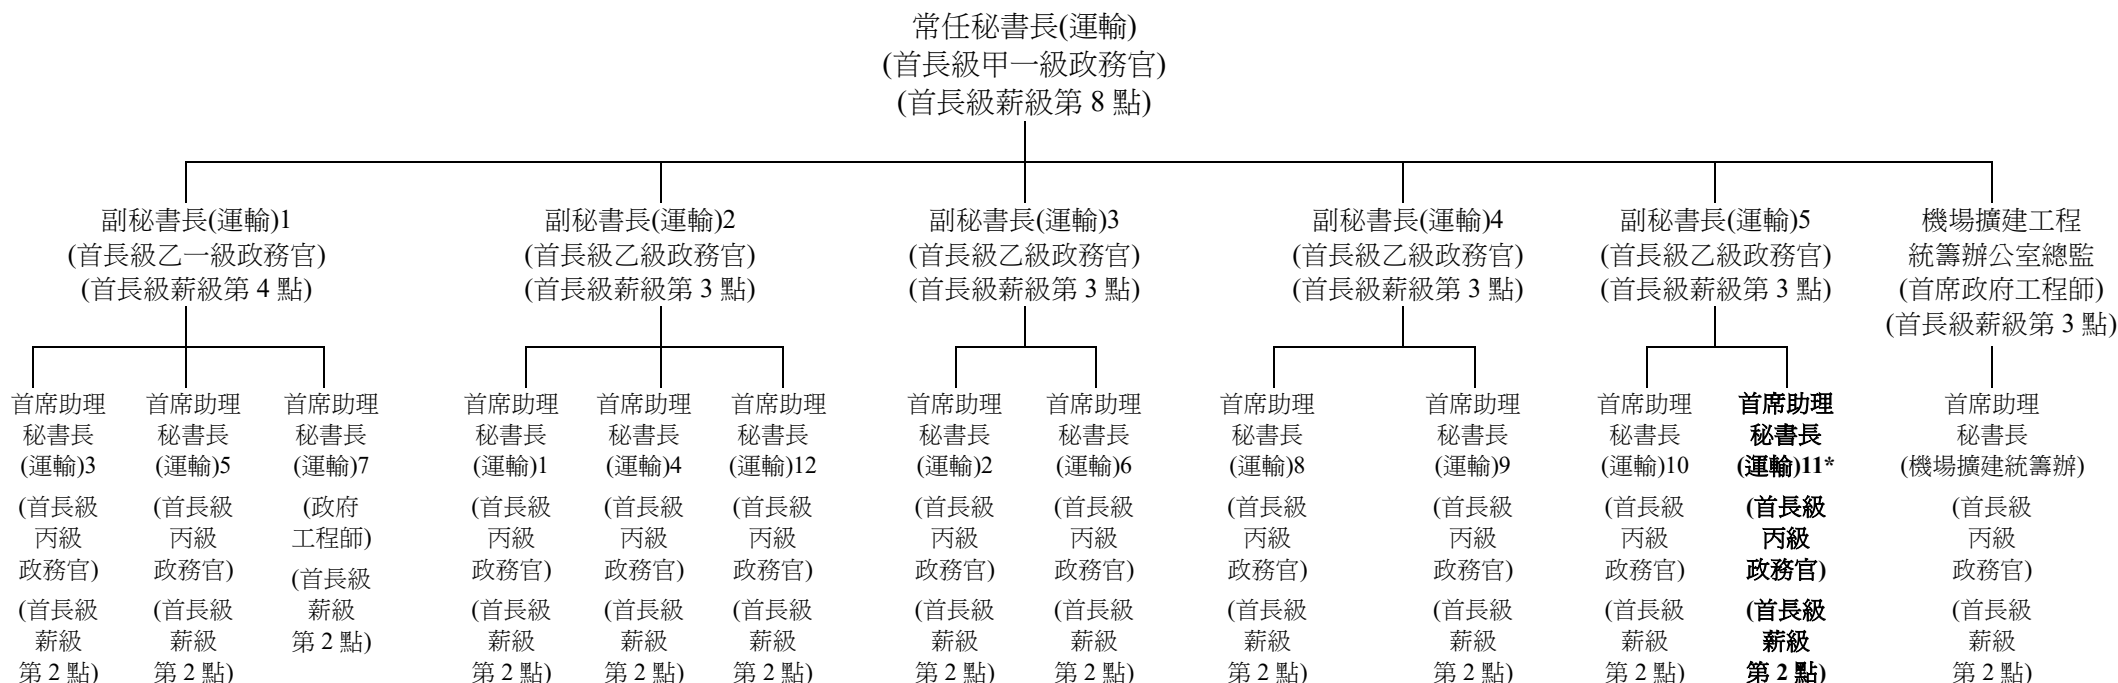 常任秘書長(運輸)
(首長級甲一級政務官)
(首長級薪級第 8 點)
副秘書長(運輸)1
(首長級乙一級政務官)
(首長級薪級第 4 點)
副秘書長(運輸)2
(首長級乙級政務官)
(首長級薪級第 3 點)
副秘書長(運輸)3
(首長級乙級政務官)
(首長級薪級第 3 點)
副秘書長(運輸)4
(首長級乙級政務官)
(首長級薪級第 3 點)
副秘書長(運輸)5
(首長級乙級政務官)
(首長級薪級第 3 點)
機場擴建工程
統籌辦公室總監
(首席政府工程師)
(首長級薪級第 3 點)
首席助理
秘書長
(運輸)3
(首長級
丙級
政務官)
(首長級
薪級
第 2 點)
首席助理
秘書長
(運輸)5
(首長級
丙級
政務官)
(首長級
薪級
第 2 點)
首席助理
秘書長
(運輸)7
(政府
工程師)
(首長級
薪級
第 2 點)
首席助理
秘書長
(運輸)1
(首長級
丙級
政務官)
(首長級
薪級
第 2 點)
首席助理
秘書長
(運輸)4
(首長級
丙級
政務官)
(首長級
薪級
第 2 點)
首席助理
秘書長
(運輸)12
(首長級
丙級
政務官)
(首長級
薪級
第 2 點)
首席助理
秘書長
(運輸)2
(首長級
丙級
政務官)
(首長級
薪級
第 2 點)
首席助理
秘書長
(運輸)6
(首長級
丙級
政務官)
(首長級
薪級
第 2 點)
首席助理
秘書長
(運輸)8
(首長級
丙級
政務官)
(首長級
薪級
第 2 點)
首席助理
秘書長
(運輸)9
(首長級
丙級
政務官)
(首長級
薪級
第 2 點)
首席助理
秘書長
(運輸)10
(首長級
丙級
政務官)
(首長級
薪級
第 2 點)
首席助理
秘書長
(運輸)11*
(首長級
丙級
政務官)
(首長級
薪級
第 2 點)
首席助理
秘書長
(機場擴建統籌辦)
(首長級
丙級
政務官)
(首長級
薪級
第 2 點)